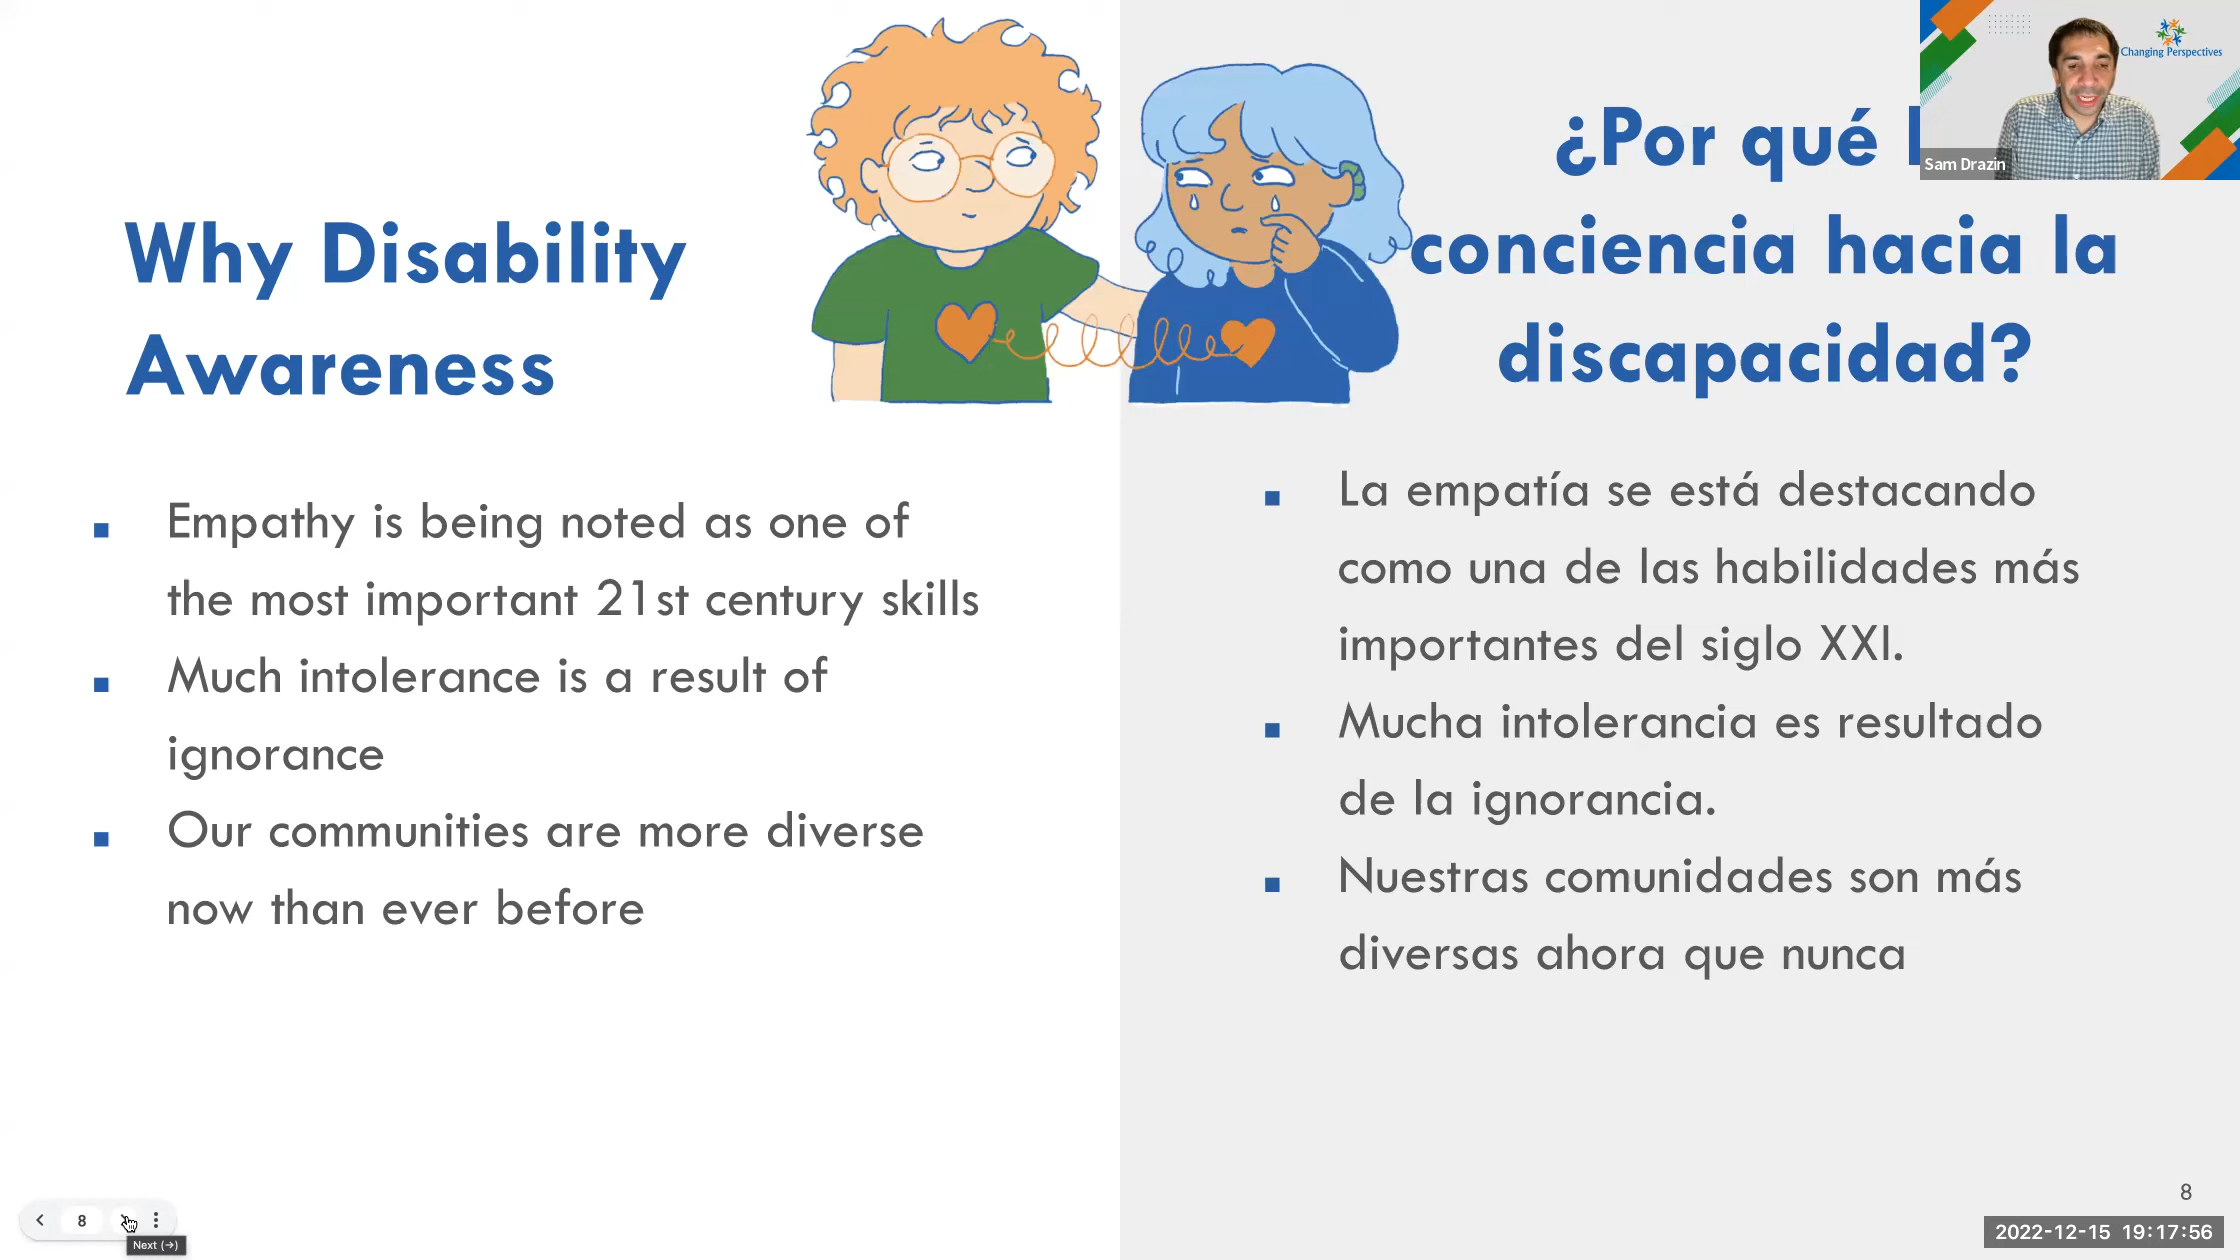 Why Disability
Awareness
Empathy is being noted as one of
the most important 21st century skills
Much intolerance is a result of
ignorance
Our communities are more diverse
now than ever before
¿Por qué
conciencia hacia la
discapacidad?
La empatía se está destacando
como una de las habilidades más
importantes del siglo XXI.
Mucha intolerancia es resultado
de la ignorancia.
Nuestras comunidades son más
diversas ahora que nunca
Changing Perspectives
Sam Drazin
8
8
Next (→)
2022-12-15 19:17:56